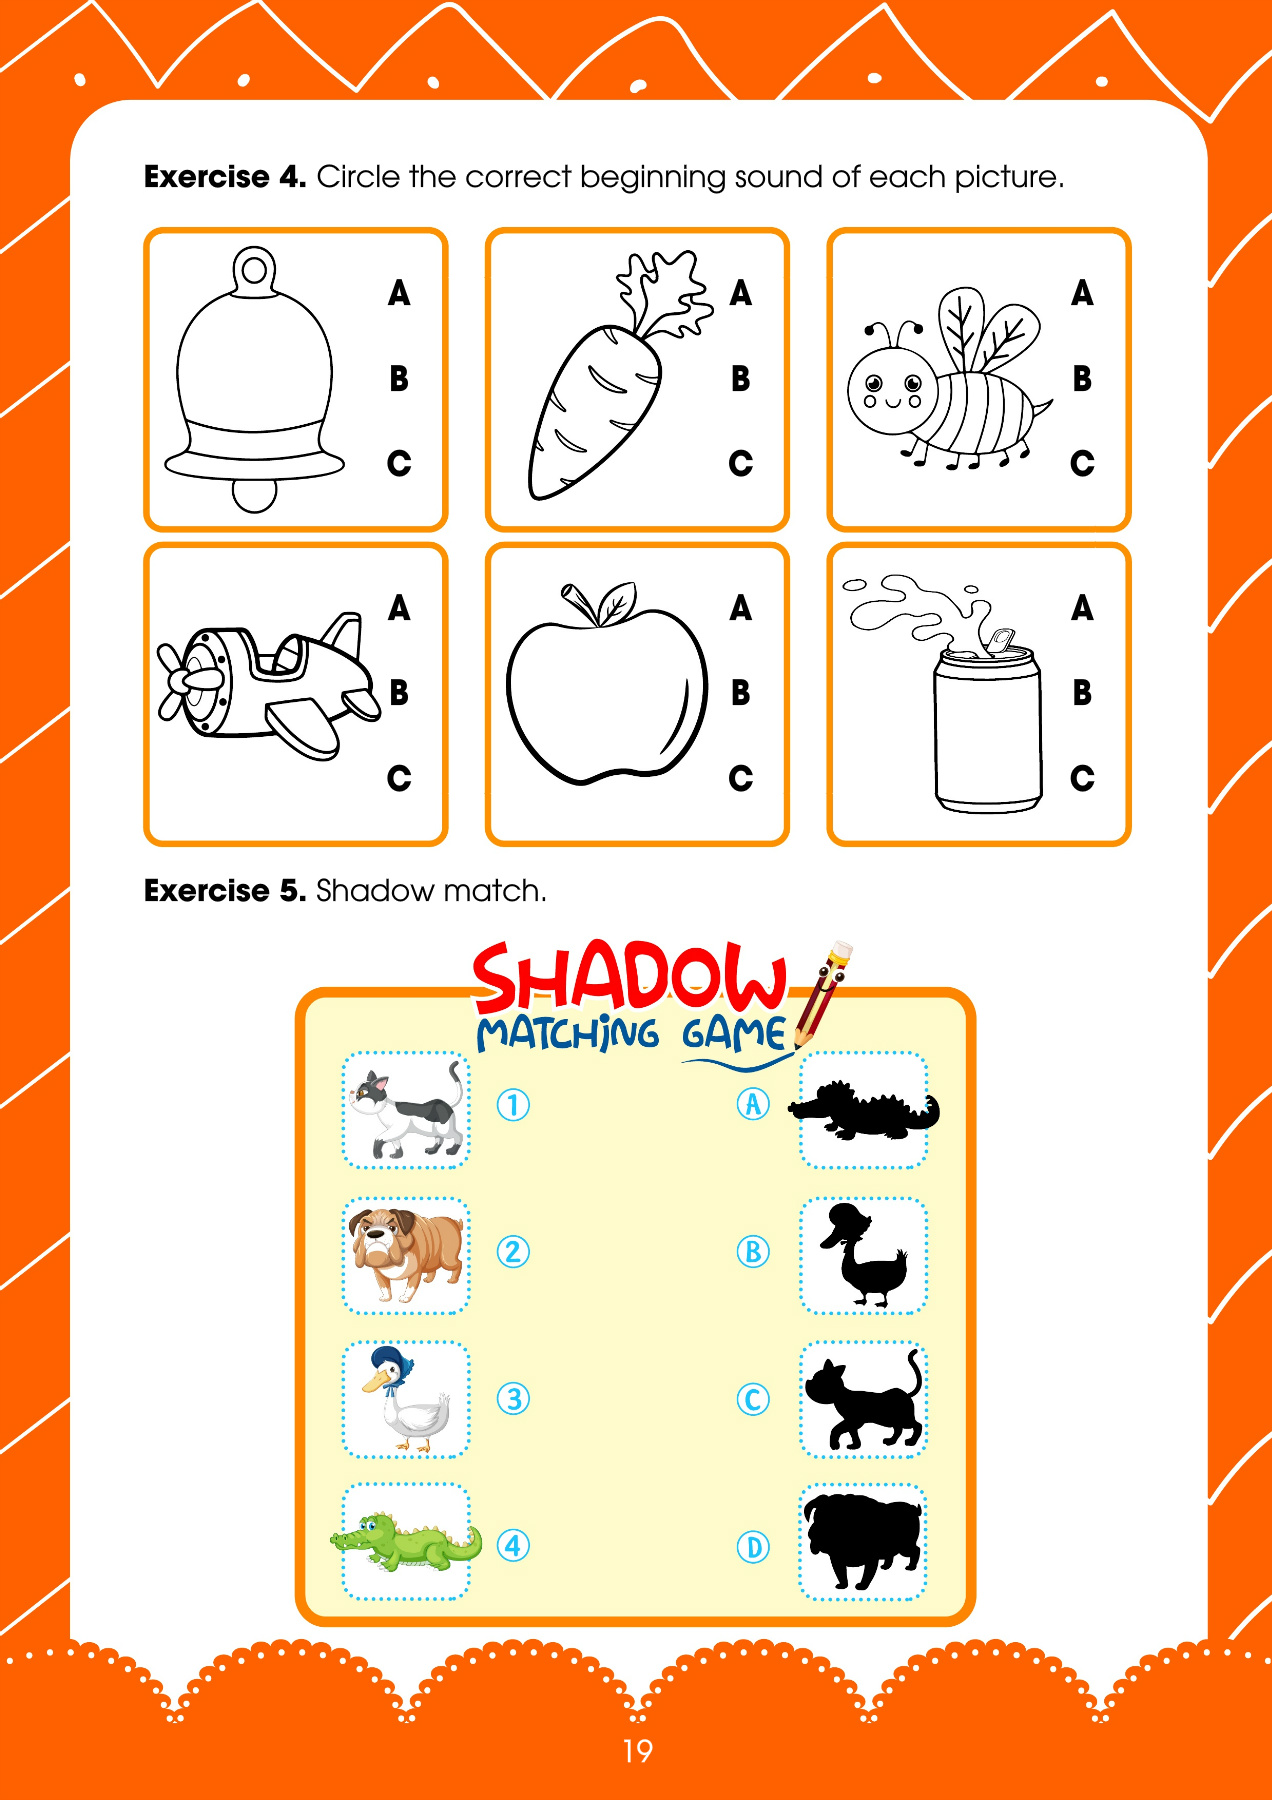 Exercise 4. Circle the correct beginning sound of each picture.
A
B
C
A
B
C
A
B
C
A
B
C
A
B
C
A
B
C
Exercise 5. Shadow match.
SHADOW
MATCHiNG GAME
1
A
2
B
3
C
4
D
19